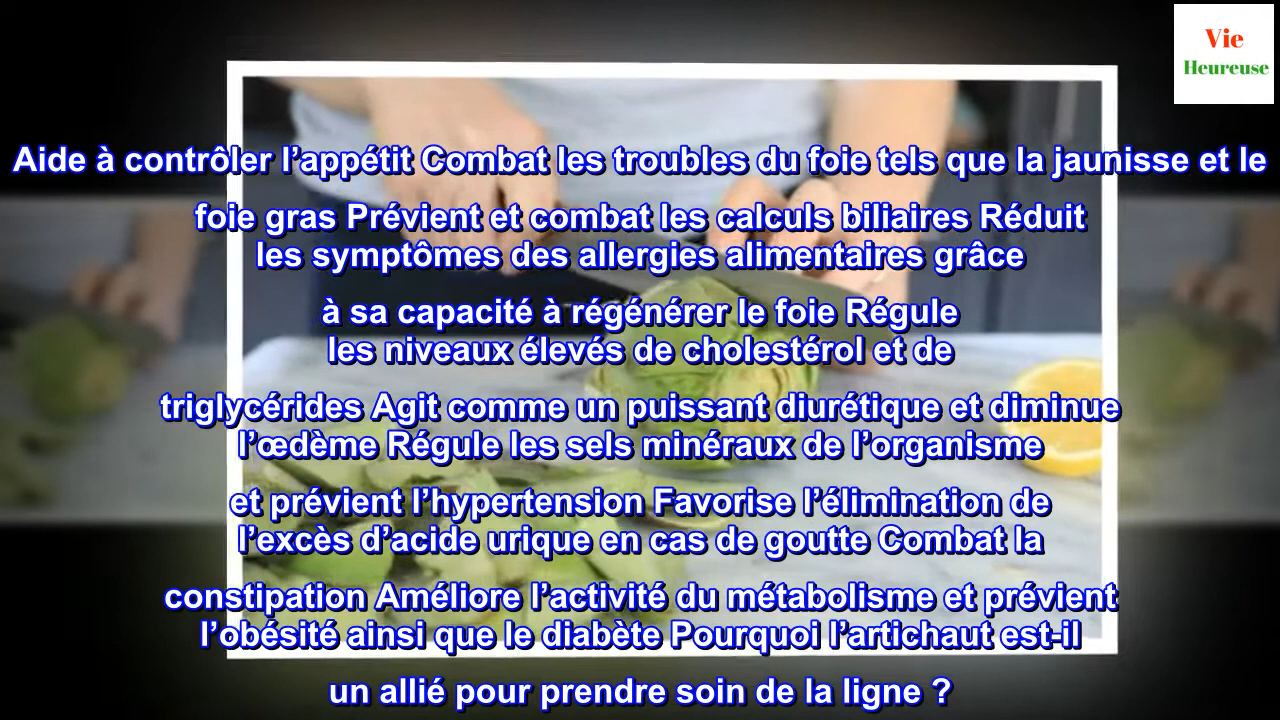 Vie
Heureuse
Aide à contrôler l’appétit Combat les troubles du foie tels que la jaunisse et le
foie gras Prévient et combat les calculs biliaires Réduit
les symptômes des allergies alimentaires grâce
à sa capacité à régénérer le foie Régule
les niveaux élevés de cholestérol et de
triglycérides Agit comme un puissant diurétique et diminue
l’œdème Régule les sels minéraux de l’organisme
et prévient l’hypertension Favorise l’élimination de
l’excès d’acide urique en cas de goutte Combat la
constipation Améliore l’activité du métabolisme et prévient
l’obésité ainsi que le diabète Pourquoi l’artichaut est-il
un allié pour prendre soin de la ligne ?